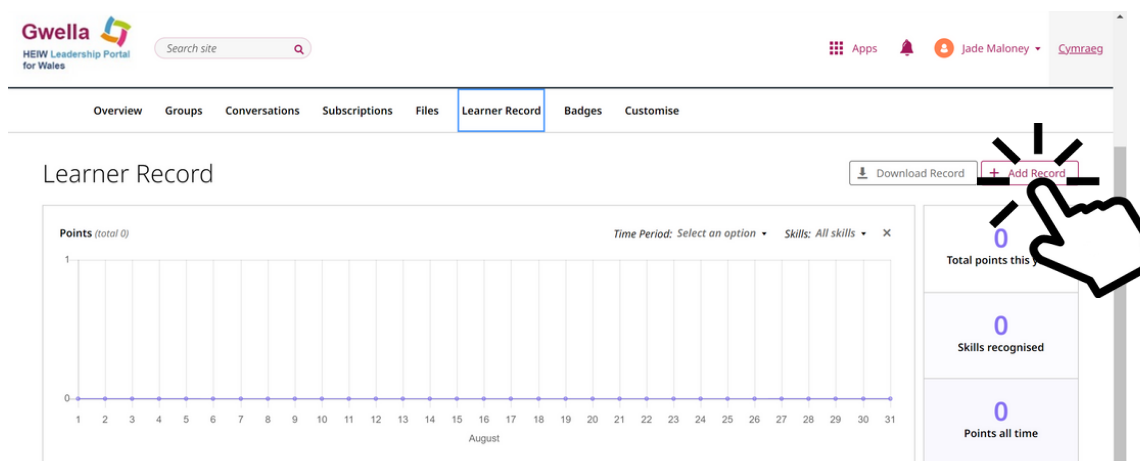 Gwella
HEIW Leadership Portal
for Wales
Search site
Apps
Jade Maloney
Cymraeg
Overview Groups Conversations Subscriptions Files Learner Record Badges Customise
Learner Record
Download Record
+ Add Record
Points (total 0)
Time Period: Select an option
Skills: All skills ×
1
0
1 2 3 4 5 6 7 8 9 10 11 12 13 14 15 16 17 18 19 20 21 22 23 24 25 26 27 28 29 30 31
August
0
Total points this
0
Skills recognised
0
Points all time